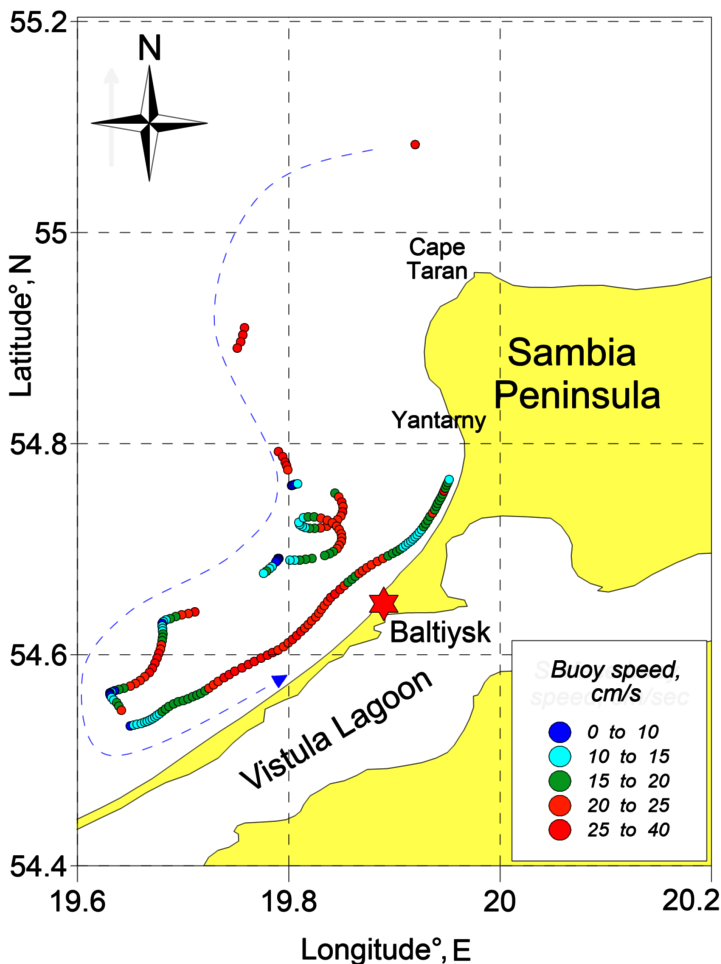 55.2
N
55
Cape
Taran
Latitude°, N
Sambia
Peninsula
Yantarny
54.8
Baltiysk
54.6
Vistula Lagoon
Buoy speed,
cm/s
0 to 10
10 to 15
15 to 20
20 to 25
25 to 40
54.4
19.6
19.8
20
20.2
Longitude°, E